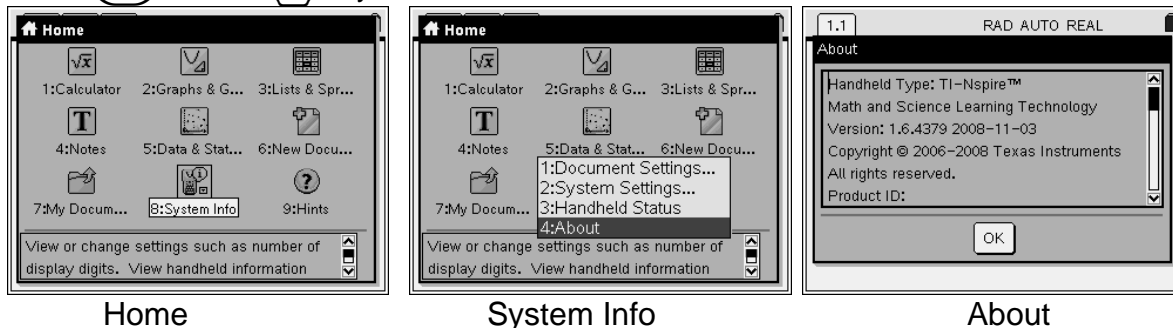 Home
1:Calculator 2:Graphs & G... 3:Lists & Spr...
4:Notes 5:Data & Stat... 6:New Docu...
7:My Docum... 8:System Info 9:Hints
View or change settings such as number of
display digits. View handheld information
Home
Home
1:Calculator 2:Graphs & G... 3:Lists & Spr...
4:Notes 5:Data & Stat... 6:New Docu...
1:Document Settings...
2:System Settings...
7:My Docum... 3:Handheld Status
4:About
View or change settings such as number of
display digits. View handheld information
System Info
1.1 RAD AUTO REAL
About
Handheld Type: TI-Nspire™
Math and Science Learning Technology
Version: 1.6.4379 2008-11-03
Copyright © 2006-2008 Texas Instruments
All rights reserved.
Product ID:
OK
About